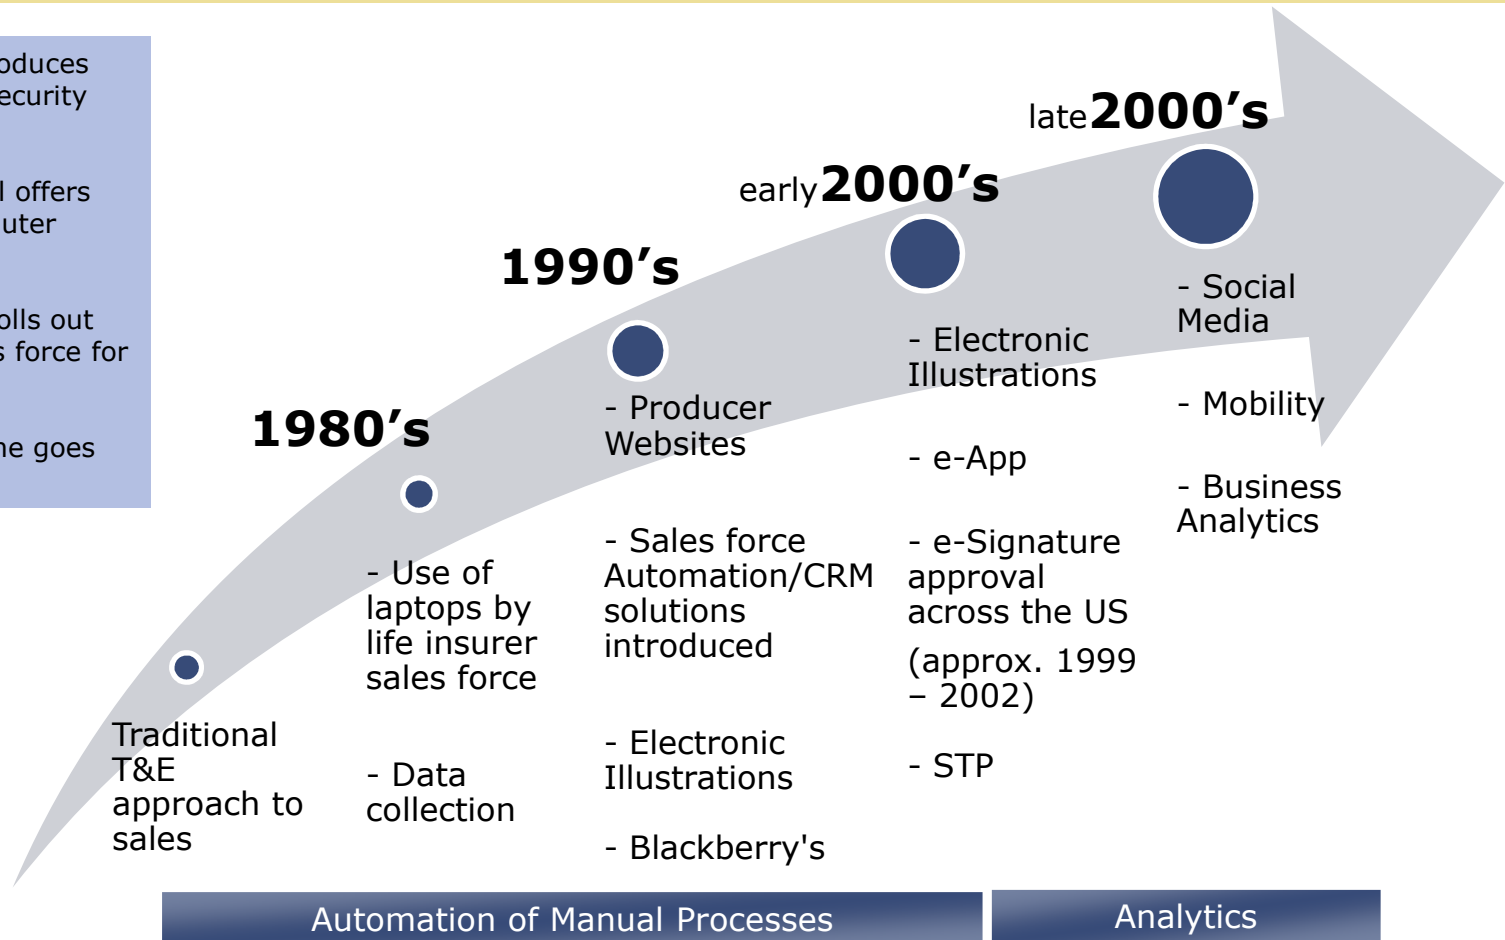 ecurity
offers
olls out
force for
goes
late2000’s
early2000’s
1990’s
1980’s
Traditional
T&E
approach to
sales
- Use of
laptops by
life insurer
sales force
- Data
collection
- Producer
Websites
- Sales force
Automation/CRM
solutions
introduced
- Electronic
Illustrations
- Blackberry's
- Electronic
Illustrations
- e-App
- e-Signature
approval
across the US
(approx. 1999
– 2002)
- STP
- Social
Media
- Mobility
- Business
Analytics
Automation of Manual Processes
Analytics